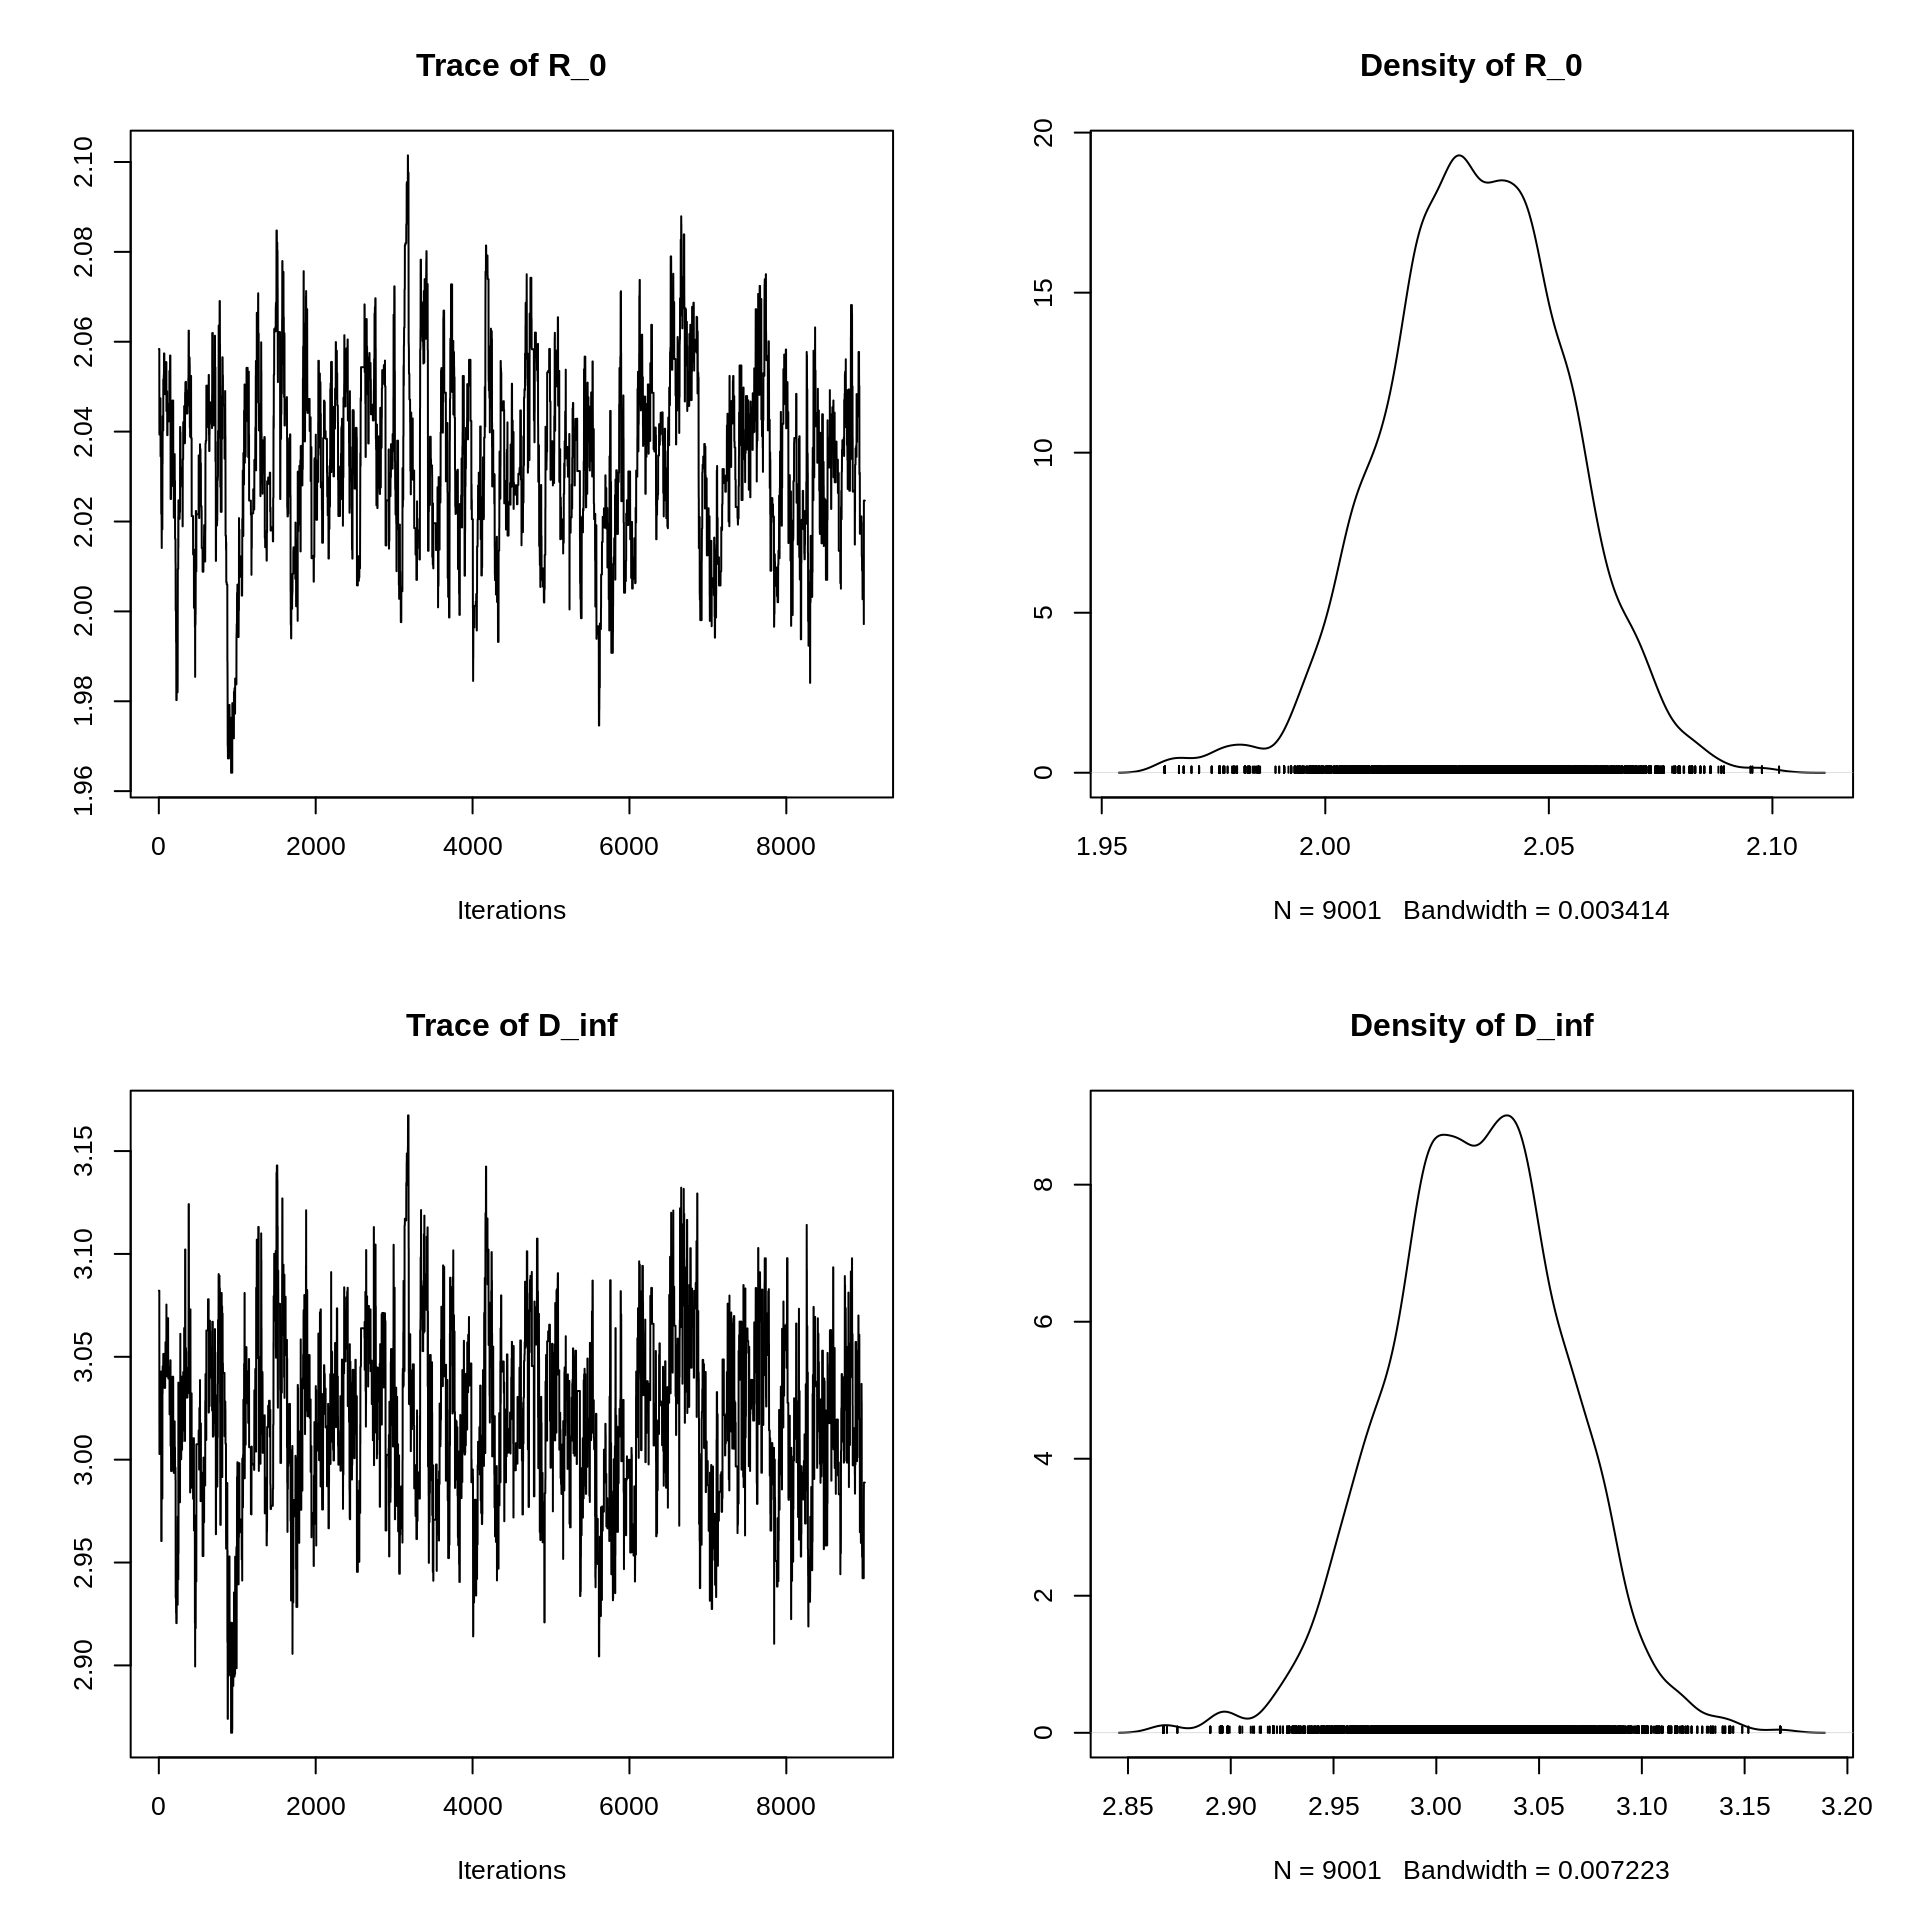 Trace of R_0
2.10
2.08
2.06
2.04
2.02
2.00
1.98
1.96
0 2000 4000 6000 8000
Iterations
Density of R_0
20
15
10
5
0
1.95 2.00 2.05 2.10
N = 9001 Bandwidth = 0.003414
Trace of D_inf
3.15
3.10
3.05
3.00
2.95
2.90
0 2000 4000 6000 8000
Iterations
Density of D_inf
8
6
4
2
0
2.85 2.90 2.95 3.00 3.05 3.10 3.15 3.20
N = 9001 Bandwidth = 0.007223